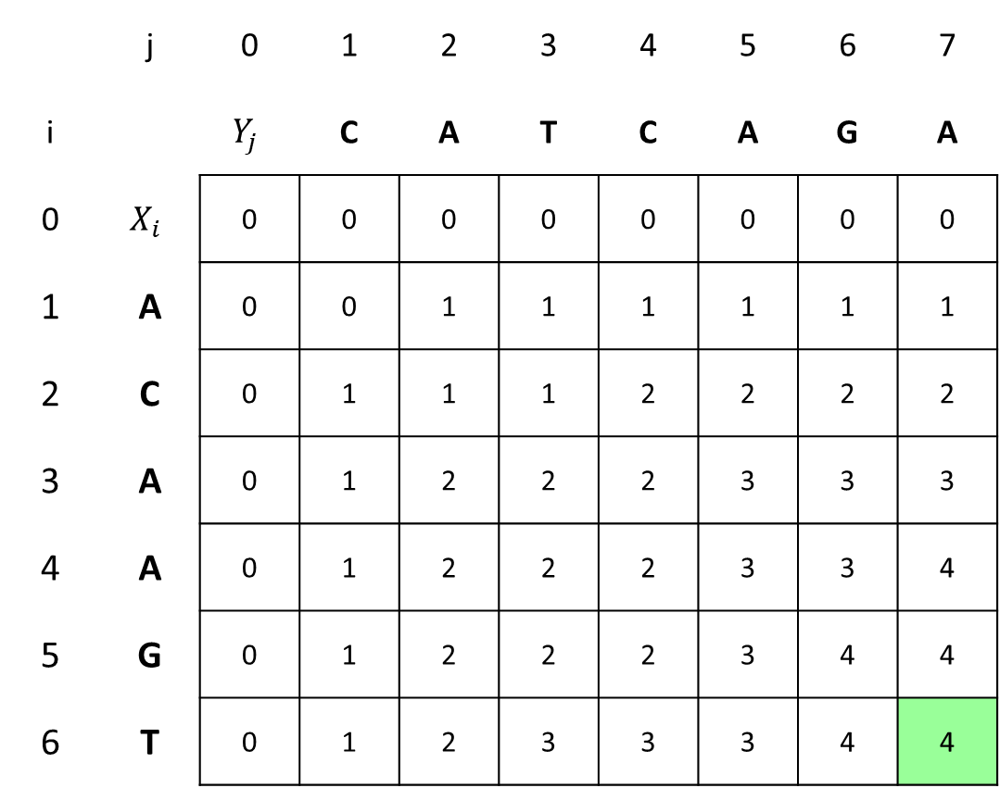 j 0 1 2 3 4 5 6 7
i Yj C A T C A G A
0 Xi 0 0 0 0 0 0 0 0
1 A 0 0 1 1 1 1 1 1
2 C 0 1 1 1 2 2 2 2
3 A 0 1 2 2 2 3 3 3
4 A 0 1 2 2 2 3 3 4
5 G 0 1 2 2 2 3 4 4
6 T 0 1 2 3 3 3 4 4